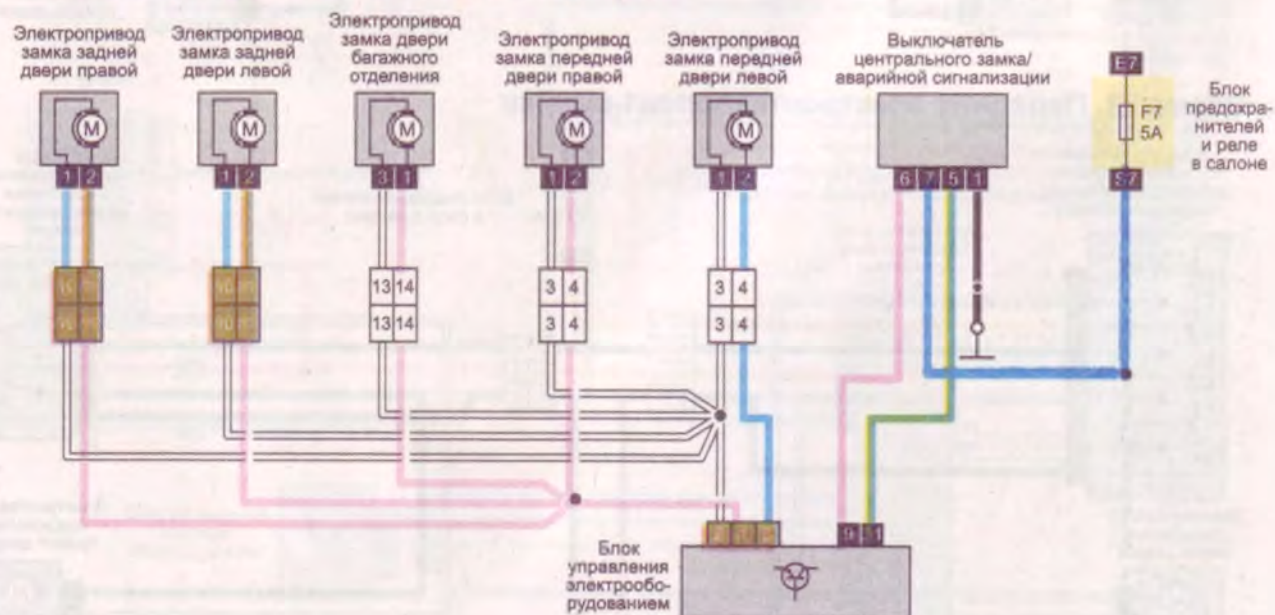 Электропривод
замка задней
двери правой
Электропривод
замка задней
двери левой
Электропривод
замка двери
багажного
отделения
Электропривод
замка передней
двери правой
Электропривод
замка передней
двери левой
Выключатель
центрального замка/
аварийной сигнализации
E7
F7
5A
S7
Блок
предохра-
нителей
и реле
в салоне
M
M
M
M
M
1 2
1 2
3 1
1 2
1 2
6 7 5 1
13 14
13 14
3 4
3 4
3 4
3 4
9
Блок
управления
электрообо-
рудованием